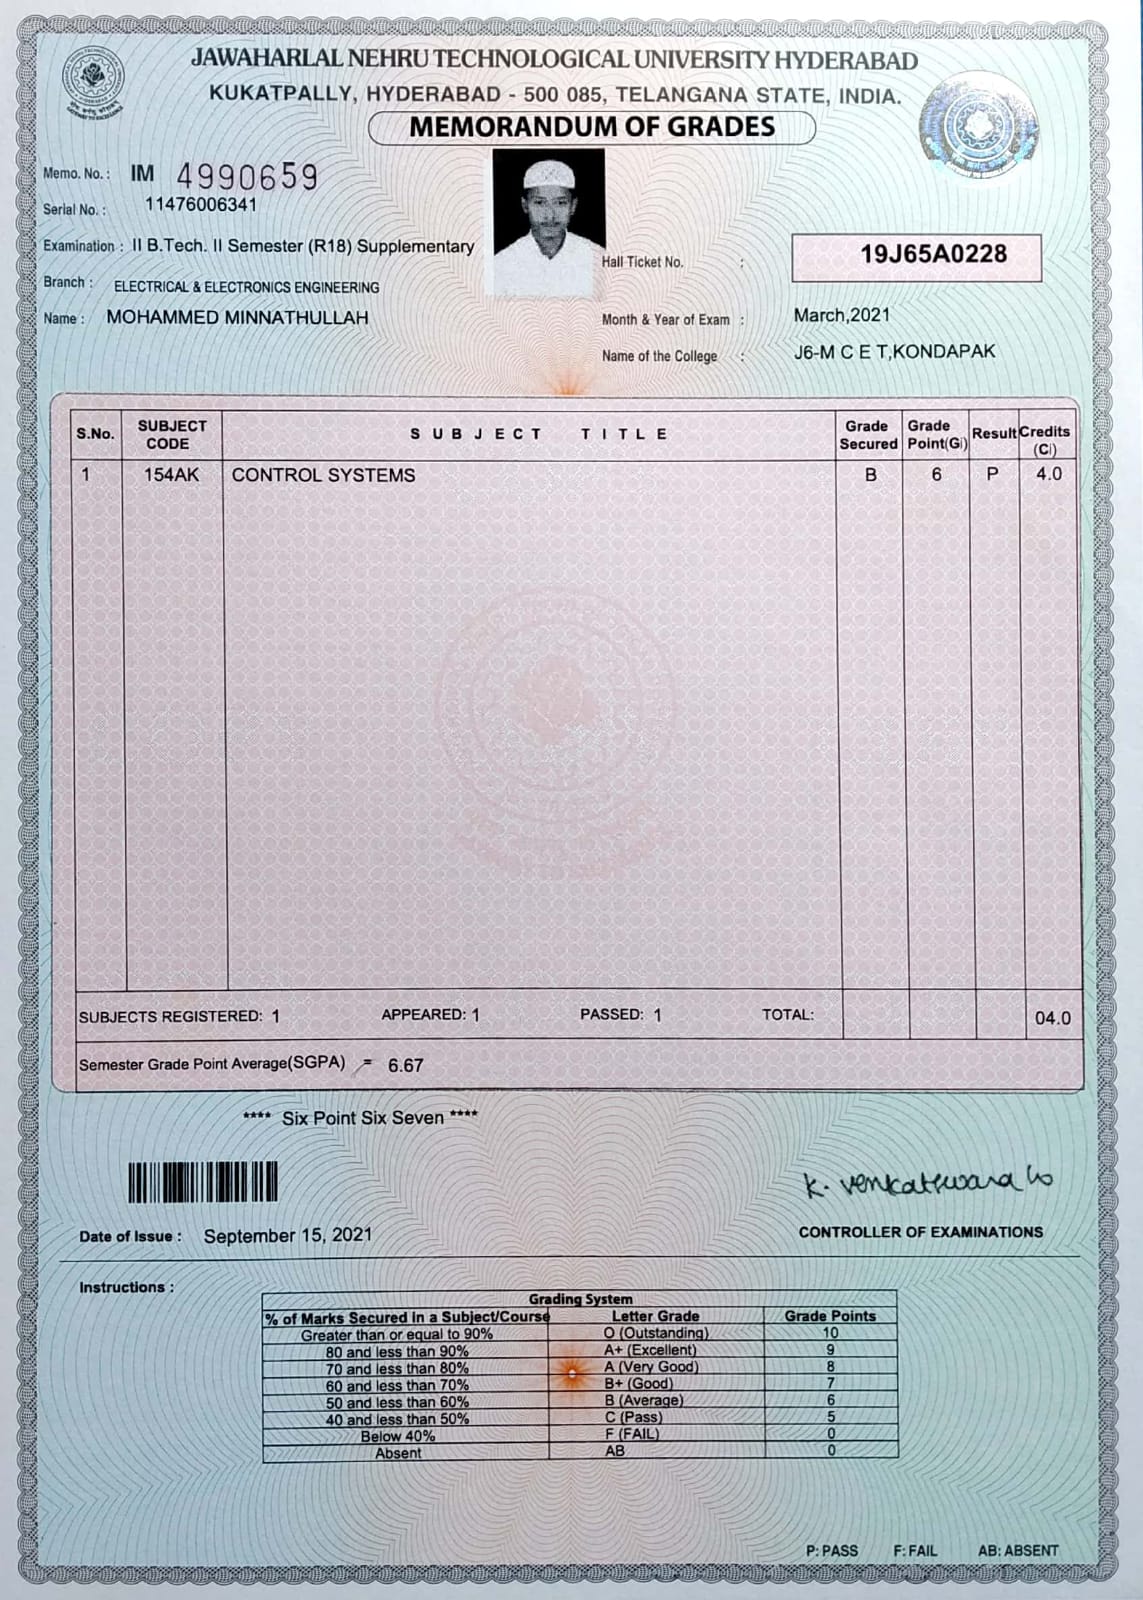 JAWAHARLAL NEHRU TECHNOLOGICAL UNIVERSITY HYDERABAD
KUKATPALLY, HYDERABAD - 500 085, TELANGANA STATE, INDIA.
MEMORANDUM OF GRADES
Memo. No. : IM 4990659
Serial No. : 11476006341
Examination : II B.Tech. II Semester (R18) Supplementary
Hall Ticket No. : 19J65A0228
Branch : ELECTRICAL & ELECTRONICS ENGINEERING
Name : MOHAMMED MINNATHULLAH
Month & Year of Exam : March,2021
Name of the College : J6-M C E T,KONDAPAK
S.No. SUBJECT CODE SUBJECT TITLE Grade Secured Grade Point(Gi) Result Credits (Ci)
1 154AK CONTROL SYSTEMS B 6 P 4.0
SUBJECTS REGISTERED: 1 APPEARED: 1 PASSED: 1 TOTAL: 04.0
Semester Grade Point Average(SGPA) = 6.67
**** Six Point Six Seven ****
K. Venkateswara
Date of Issue : September 15, 2021
CONTROLLER OF EXAMINATIONS
Instructions :
Grading System
% of Marks Secured in a Subject/Course Letter Grade Grade Points
Greater than or equal to 90% O (Outstanding) 10
80 and less than 90% A+ (Excellent) 9
70 and less than 80% A (Very Good) 8
60 and less than 70% B+ (Good) 7
50 and less than 60% B (Average) 6
40 and less than 50% C (Pass) 5
Below 40% F (FAIL) 0
Absent AB 0
P: PASS F: FAIL AB: ABSENT